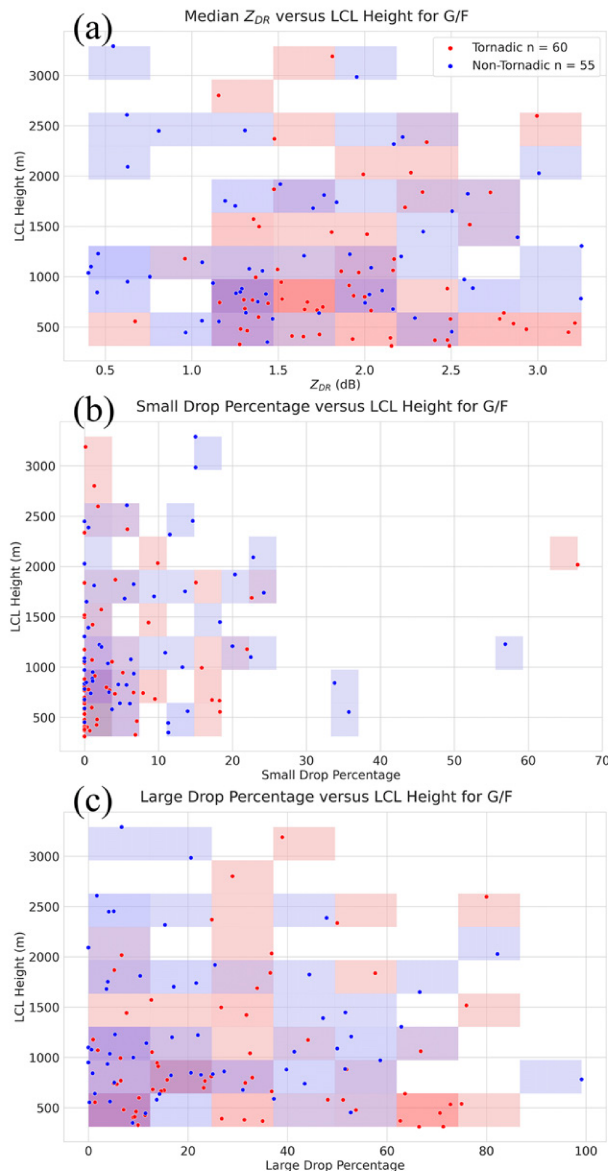 Median Z_DR versus LCL Height for G/F
(a)
Tornadic n = 60
Non-Tornadic n = 55
LCL Height (m)
3000
2500
2000
1500
1000
500
0.5 1.0 1.5 2.0 2.5 3.0
Z_DR (dB)
Small Drop Percentage versus LCL Height for G/F
(b)
LCL Height (m)
3000
2500
2000
1500
1000
500
0 10 20 30 40 50 60 70
Small Drop Percentage
Large Drop Percentage versus LCL Height for G/F
(c)
LCL Height (m)
3000
2500
2000
1500
1000
500
0 20 40 60 80 100
Large Drop Percentage